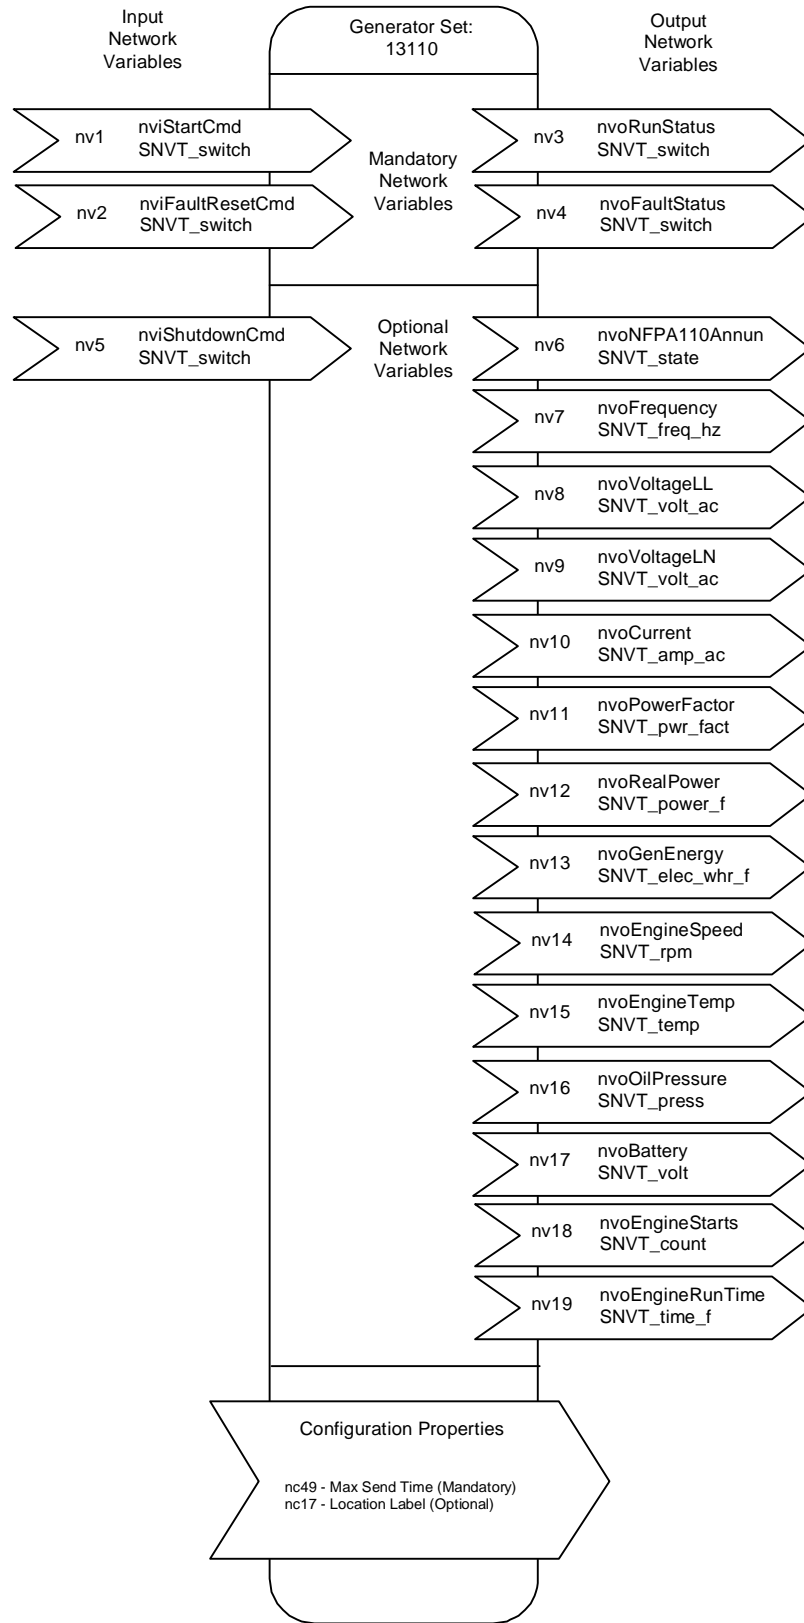 Input
Network
Variables
Generator Set:
13110
Output
Network
Variables
nv1
nviStartCmd
SNVT_switch
nv2
nviFaultResetCmd
SNVT_switch
Mandatory
Network
Variables
nv3
nvoRunStatus
SNVT_switch
nv4
nvoFaultStatus
SNVT_switch
nv5
nviShutdownCmd
SNVT_switch
Optional
Network
Variables
nv6
nvoNFPA110Annun
SNVT_state
nv7
nvoFrequency
SNVT_freq_hz
nv8
nvoVoltageLL
SNVT_volt_ac
nv9
nvoVoltageLN
SNVT_volt_ac
nv10
nvoCurrent
SNVT_amp_ac
nv11
nvoPowerFactor
SNVT_pwr_fact
nv12
nvoRealPower
SNVT_power_f
nv13
nvoGenEnergy
SNVT_elec_whr_f
nv14
nvoEngineSpeed
SNVT_rpm
nv15
nvoEngineTemp
SNVT_temp
nv16
nvoOilPressure
SNVT_press
nv17
nvoBattery
SNVT_volt
nv18
nvoEngineStarts
SNVT_count
nv19
nvoEngineRunTime
SNVT_time_f
Configuration Properties
nc49 - Max Send Time (Mandatory)
nc17 - Location Label (Optional)